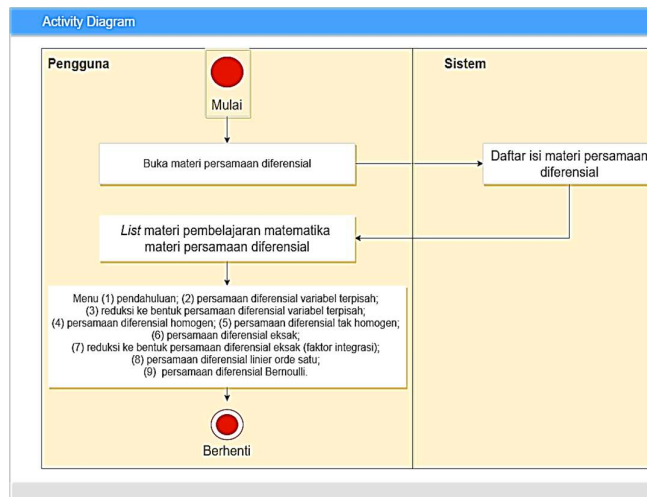 Activity Diagram
Pengguna
Sistem
Mulai
Buka materi persamaan diferensial
Daftar isi materi persamaan
diferensial
List materi pembelajaran matematika
materi persamaan diferensial
Menu (1) pendahuluan; (2) persamaan diferensial variabel terpisah;
(3) reduksi ke bentuk persamaan diferensial variabel terpisah;
(4) persamaan diferensial homogen; (5) persamaan diferensial tak homogen;
(6) persamaan diferensial eksak;
(7) reduksi ke bentuk persamaan diferensial eksak (faktor integrasi);
(8) persamaan diferensial linier orde satu;
(9) persamaan diferensial Bernoulli.
Berhenti